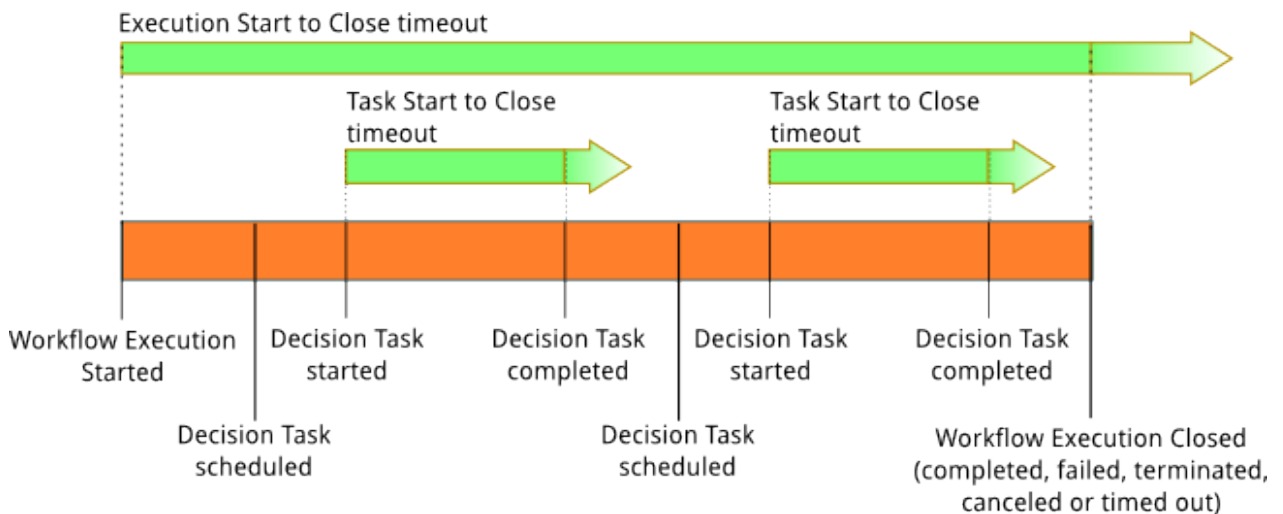 Execution Start to Close timeout
Task Start to Close
timeout
Task Start to Close
timeout
Workflow Execution
Started
Decision Task
scheduled
Decision Task
started
Decision Task
completed
Decision Task
scheduled
Decision Task
started
Decision Task
completed
Workflow Execution Closed
(completed, failed, terminated,
canceled or timed out)